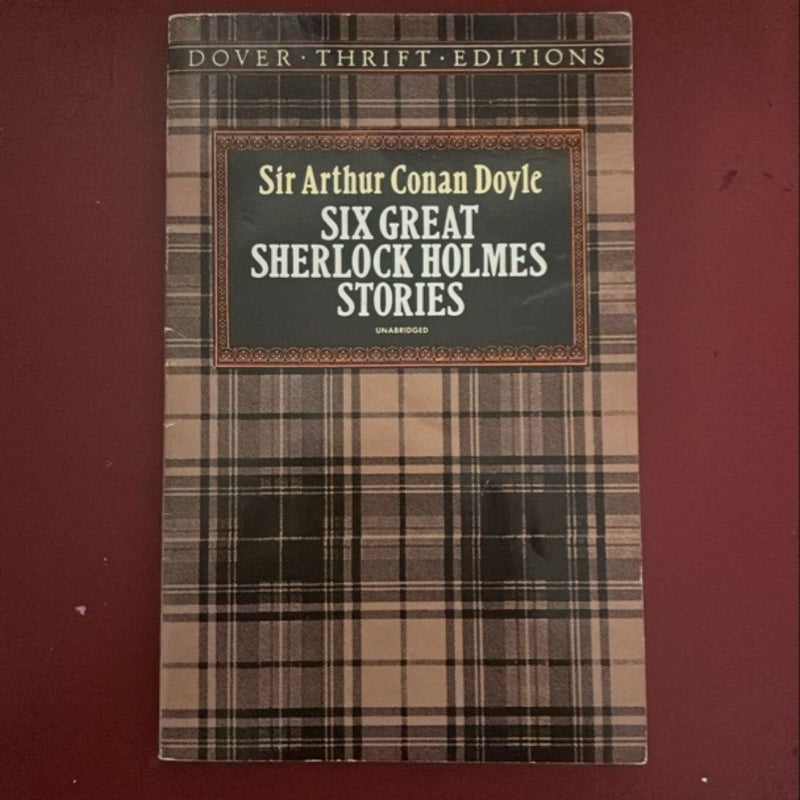 DOVER · THRIFT · EDITIONS
Sir Arthur Conan Doyle
SIX GREAT
SHERLOCK HOLMES
STORIES
UNABRIDGED